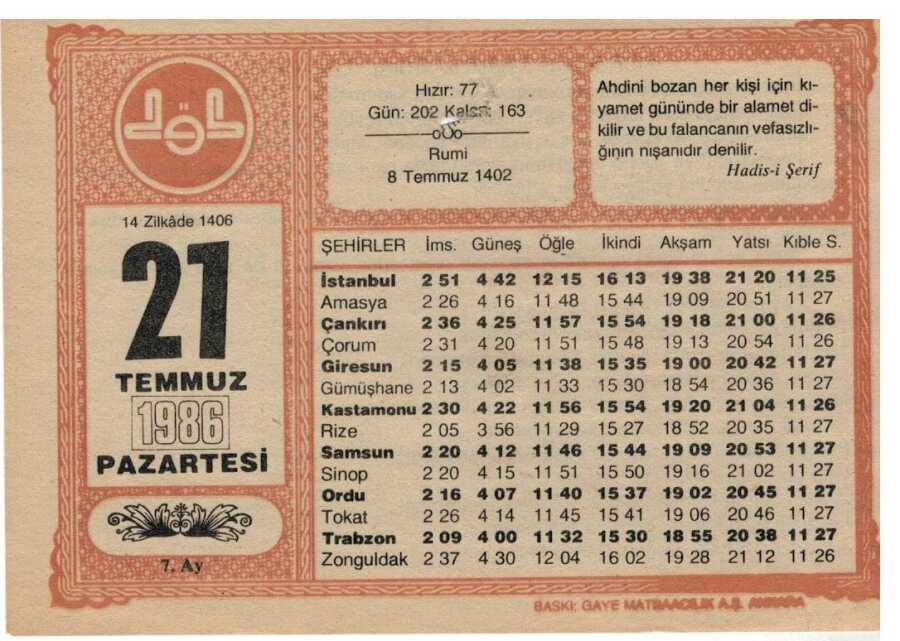 Hızır: 77
Gün: 202 Kalan: 163
Rumi
8 Temmuz 1402
Ahdini bozan her kişi için kı-
yamet gününde bir alamet di-
kilir ve bu falancanın vefasızlı-
ğının nışanıdır denilir.
Hadis-i Şerif
14 Zilkâde 1406
21
TEMMUZ
1986
PAZARTESİ
7. Ay
ŞEHİRLER İms. Güneş Öğle İkindi Akşam Yatsı Kıble S.
İstanbul 2 51 4 42 12 15 16 13 19 38 21 20 11 25
Amasya 2 26 4 16 11 48 15 44 19 09 20 51 11 27
Çankırı 2 36 4 25 11 57 15 54 19 18 21 00 11 26
Çorum 2 31 4 20 11 51 15 48 19 13 20 54 11 26
Giresun 2 15 4 05 11 38 15 35 19 00 20 42 11 27
Gümüşhane 2 13 4 02 11 33 15 30 18 54 20 36 11 27
Kastamonu 2 30 4 22 11 56 15 54 19 20 21 04 11 26
Rize 2 05 3 56 11 29 15 27 18 52 20 35 11 27
Samsun 2 20 4 12 11 46 15 44 19 09 20 53 11 27
Sinop 2 20 4 15 11 51 15 50 19 16 21 02 11 27
Ordu 2 16 4 07 11 40 15 37 19 02 20 45 11 27
Tokat 2 26 4 14 11 45 15 41 19 06 20 46 11 27
Trabzon 2 09 4 00 11 32 15 30 18 55 20 38 11 27
Zonguldak 2 37 4 30 12 04 16 02 19 28 21 12 11 26
BASKI: GAYE MATBAACILIK A.Ş. ANKARA